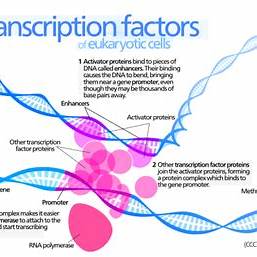 anscription factors
of eukaryotic cells
1 Activator proteins bind to pieces of
DNA called enhancers. Their binding
causes the DNA to bend, bringing
them near a gene promoter, even
though they may be thousands of
base pairs away.
Enhancers
Activator proteins
Other transcription
factor proteins
2 Other transcription factor proteins
join the activator proteins, forming
a protein complex which binds to
the gene promoter.
ene
Promoter
Meth
omplex makes it easier
ymerase to attach to the
d start transcribing
RNA polymerase
(CCC